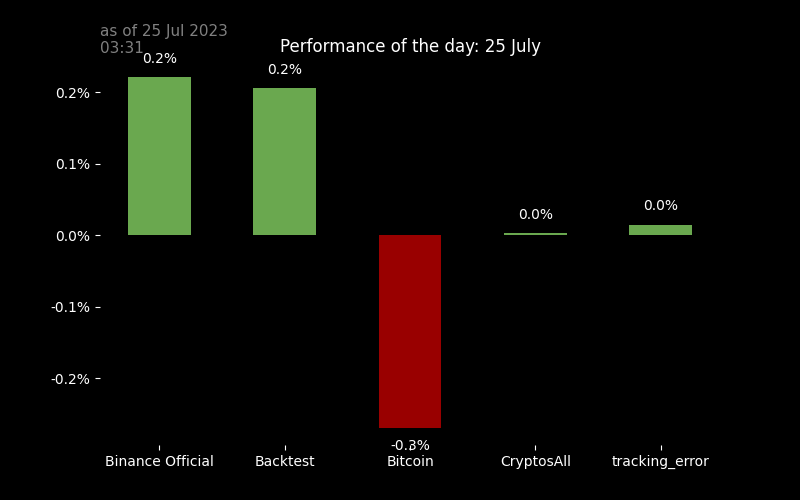 as of 25 Jul 2023
03:31
Performance of the day: 25 July
0.2%
0.2%
0.0%
0.0%
-0.3%
0.2%
0.1%
0.0%
-0.1%
-0.2%
Binance Official
Backtest
Bitcoin
CryptosAll
tracking_error